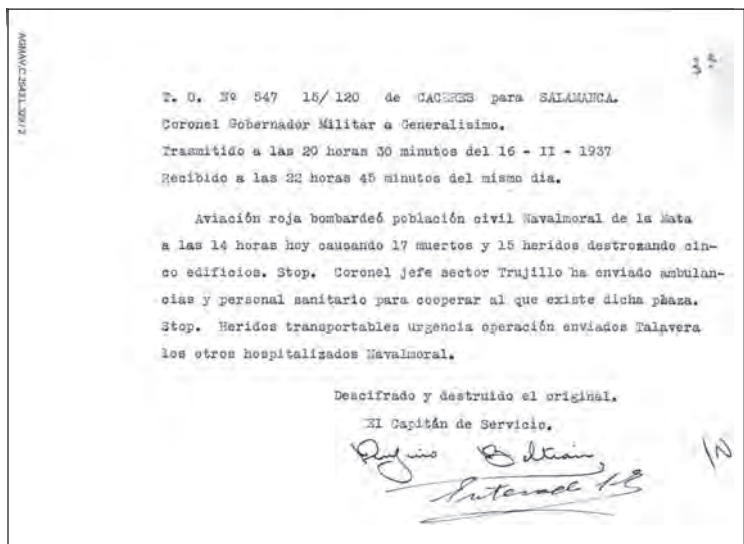 3ª
T. O. Nº 547 15/120 de CACERES para SALAMANCA.
Coronel Gobernador Militar a Generalisimo.
Trasmitido a las 20 horas 30 minutos del 16 - II - 1937
Recibido a las 22 horas 45 minutos del mismo dia.
Aviación roja bombardeó población civil Navalmoral de la Mata
a las 14 horas hoy causando 17 muertos y 15 heridos destrozando cin-
co edificios. Stop. Coronel jefe sector Trujillo ha enviado ambulan-
cias y personal sanitario para cooperar al que existe dicha plaza.
Stop. Heridos transportables urgencia operación enviados Talavera
los otros hospitalizados Navalmoral.
Descifrado y destruido el original.
El Capitán de Servicio.
Beltrán
Enterado